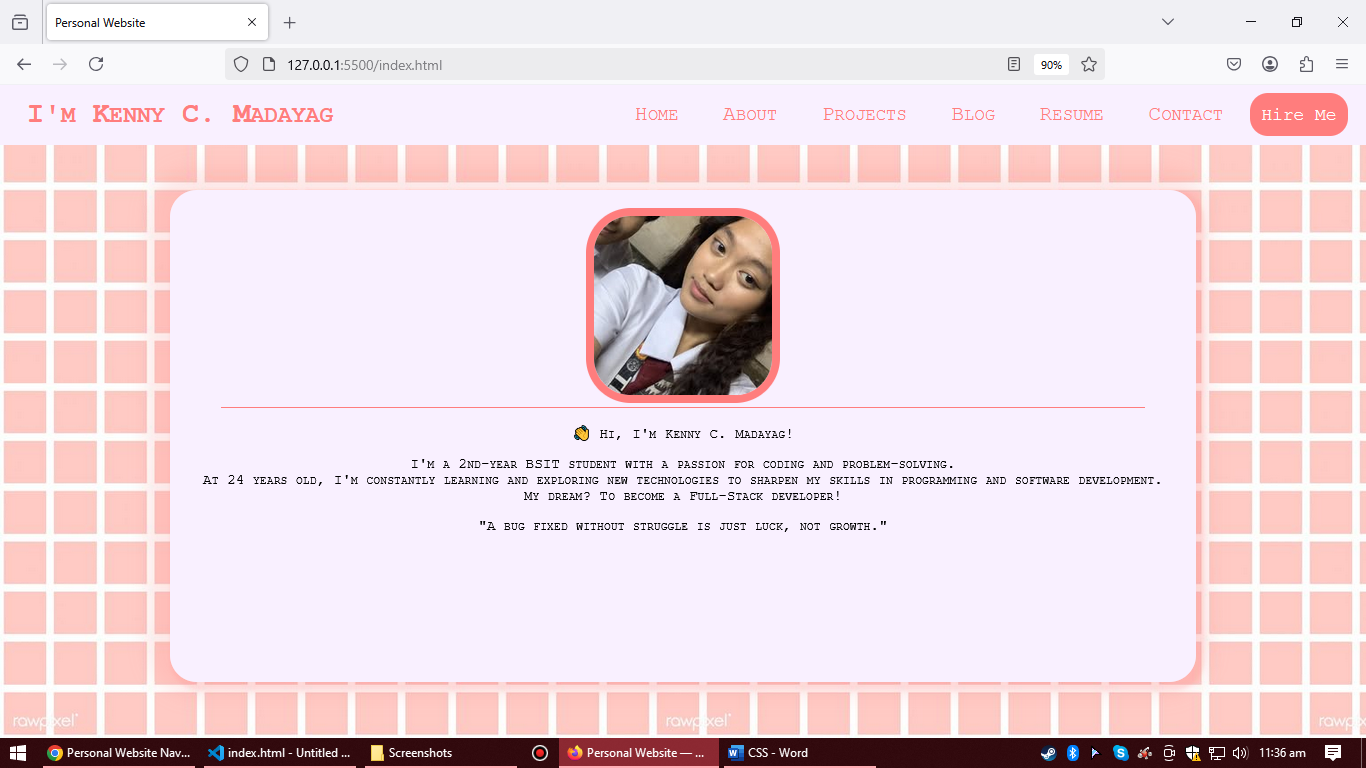 Personal Website
127.0.0.1:5500/index.html
90%
I'm Kenny C. Madayag
Home About Projects Blog Resume Contact Hire Me
👋 Hi, I'm Kenny C. Madayag!
I'm a 2nd-year BSIT student with a passion for coding and problem-solving.
At 24 years old, I'm constantly learning and exploring new technologies to sharpen my skills in programming and software development.
My dream? To become a Full-Stack developer!
"A bug fixed without struggle is just luck, not growth."
rawpixel rawpixel rawpixel
Personal Website Nav... index.html - Untitled ... Screenshots Personal Website — ... CSS - Word 11:36 am